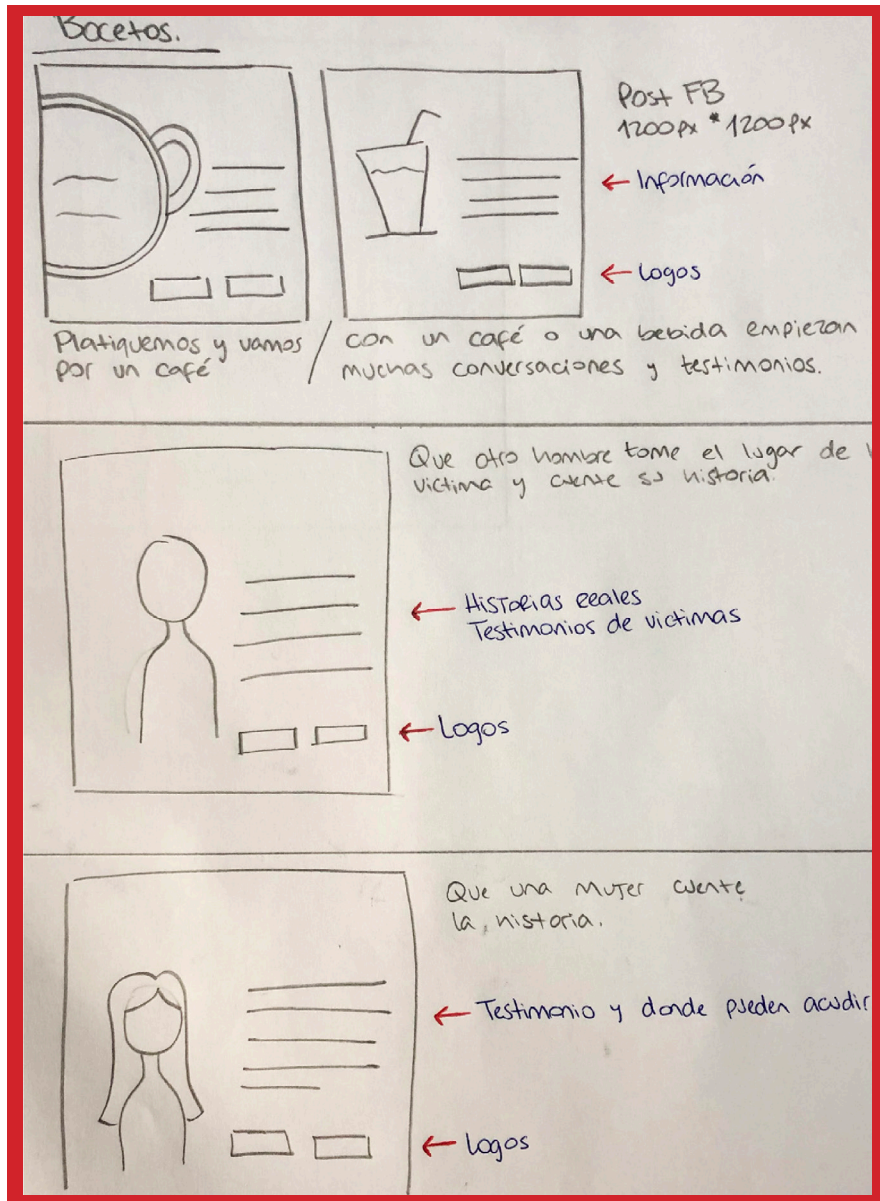 Bocetos.
Post FB
1200px * 1200px
← Información
← Logos
Platiquemos y vamos
por un café
/ con un café o una bebida empiezan
muchas conversaciones y testimonios.
Que otro hombre tome el lugar de
victima y cuente su historia.
← Historias reales
Testimonios de victimas
← Logos
Que una mujer cuente
la historia.
← Testimonio y donde pueden acudir
← Logos